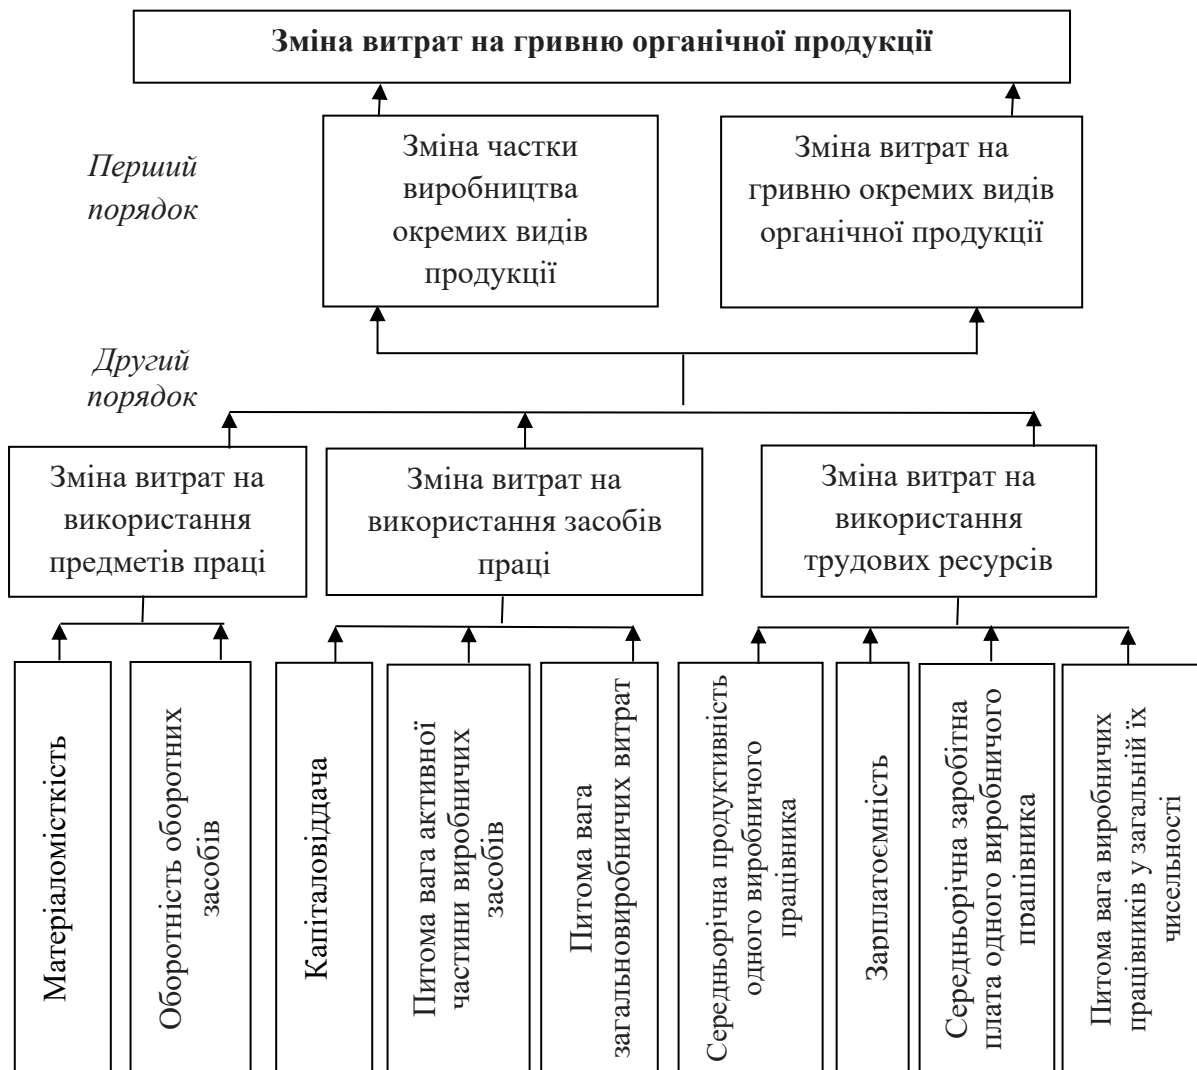 Зміна витрат на гривню органічної продукції
Перший
порядок
Зміна частки
виробництва
окремих видів
продукції
Зміна витрат на
гривню окремих видів
органічної продукції
Другий
порядок
Зміна витрат на
використання
предметів праці
Зміна витрат на
використання засобів
праці
Зміна витрат на
використання
трудових ресурсів
Матеріаломісткість
Оборотність оборотних
засобів
Капіталовіддача
Питома вага активної
частини виробничих
засобів
Питома вага
загальновиробничих витрат
Середньорічна продуктивність
одного виробничого
працівника
Зарплатоємність
Середньорічна заробітна
плата одного виробничого
працівника
Питома вага виробничих
працівників у загальній їх
чисельності